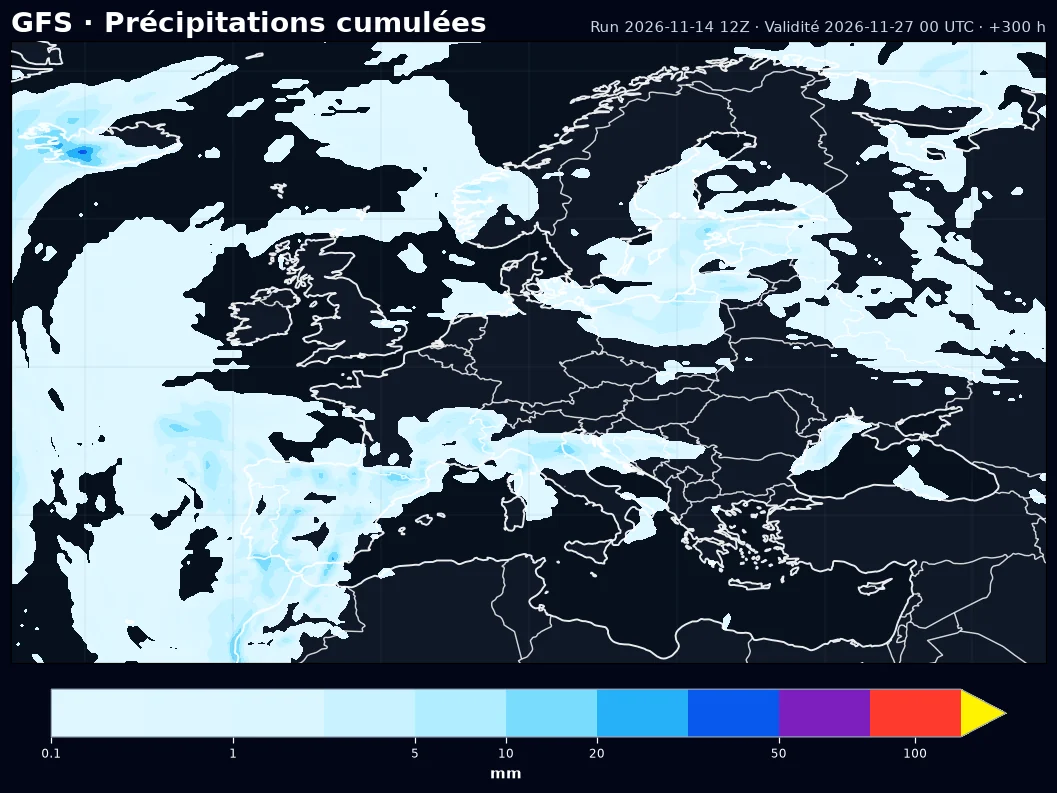 GFS · Précipitations cumulées
Run 2026-11-14 12Z · Validité 2026-11-27 00 UTC · +300 h
0.1 1 5 10 20 50 100
mm